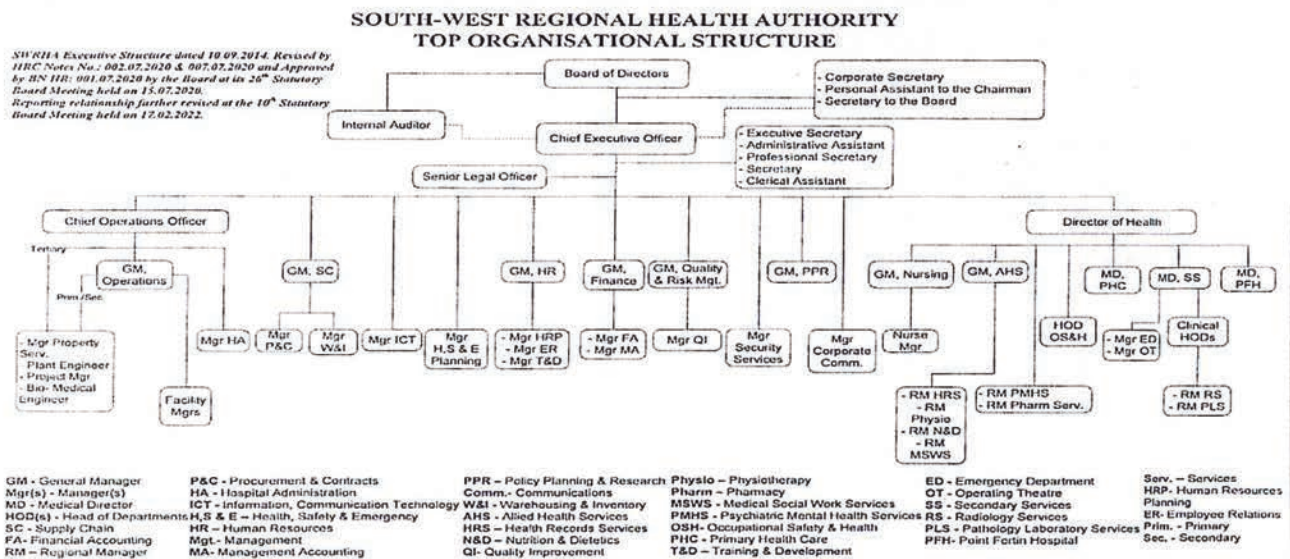 SOUTH-WEST REGIONAL HEALTH AUTHORITY
TOP ORGANISATIONAL STRUCTURE
SWRHA Executive Structure dated 10.09.2014. Revised by
HRC Notes No.: 002.07.2020 & 007.07.2020 and Approved
by BN HR: 001.07.2020 by the Board at its 26th Statutory
Board Meeting held on 15.07.2020.
Reporting relationship further revised at the 10th Statutory
Board Meeting held on 17.02.2022.
Board of Directors
- Corporate Secretary
- Personal Assistant to the Chairman
- Secretary to the Board
Internal Auditor
Chief Executive Officer
- Executive Secretary
- Administrative Assistant
- Professional Secretary
- Secretary
- Clerical Assistant
Senior Legal Officer
Chief Operations Officer
Director of Health
Tertiary
GM,
Operations
GM, SC
GM, HR
GM,
Finance
GM, Quality
& Risk Mgt.
GM, PPR
GM, Nursing
GM, AHS
MD,
PHC
MD, SS
MD,
PFH
Prim./Sec.
- Mgr Property
Serv.
Plant Engineer
- Project Mgr
- Bio- Medical
Engineer
Facility
Mgrs
Mgr HA
Mgr
P&C
Mgr
W&I
Mgr ICT
Mgr
H,S & E
Planning
- Mgr HRP
- Mgr ER
- Mgr T&D
- Mgr FA
- Mgr MA
Mgr QI
Mgr
Security
Services
Mgr
Corporate
Comm.
Nurse
Mgr
HOD
OS&H
- Mgr ED
- Mgr OT
Clinical
HODs
- RM HRS
- RM
Physio
- RM N&D
- RM
MSWS
- RM PMHS
- RM Pharm Serv.
- RM RS
- RM PLS
GM - General Manager
Mgr(s) - Manager(s)
MD - Medical Director
HOD(s) - Head of Departments
SC - Supply Chain
FA- Financial Accounting
RM – Regional Manager
P&C - Procurement & Contracts
HA - Hospital Administration
ICT - Information, Communication Technology
H,S & E – Health, Safety & Emergency
HR – Human Resources
Mgt.- Management
MA- Management Accounting
PPR – Policy Planning & Research
Comm.- Communications
W&I - Warehousing & Inventory
AHS - Allied Health Services
HRS – Health Records Services
N&D – Nutrition & Dietetics
QI- Quality Improvement
Physio – Physiotherapy
Pharm – Pharmacy
MSWS - Medical Social Work Services
PMHS - Psychiatric Mental Health Services
OSH- Occupational Safety & Health
PHC - Primary Health Care
T&D – Training & Development
ED - Emergency Department
OT - Operating Theatre
SS - Secondary Services
RS - Radiology Services
PLS - Pathology Laboratory Services
PFH- Point Fortin Hospital
Serv. – Services
HRP- Human Resources
Planning
ER- Employee Relations
Prim. - Primary
Sec. - Secondary